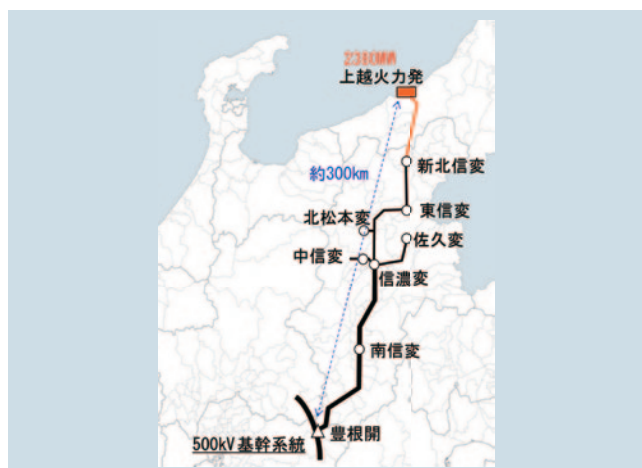 2380MW
上越火力発
新北信変
約300km
東信変
北松本変
佐久変
中信変
信濃変
南信変
豊根開
500kV基幹系統